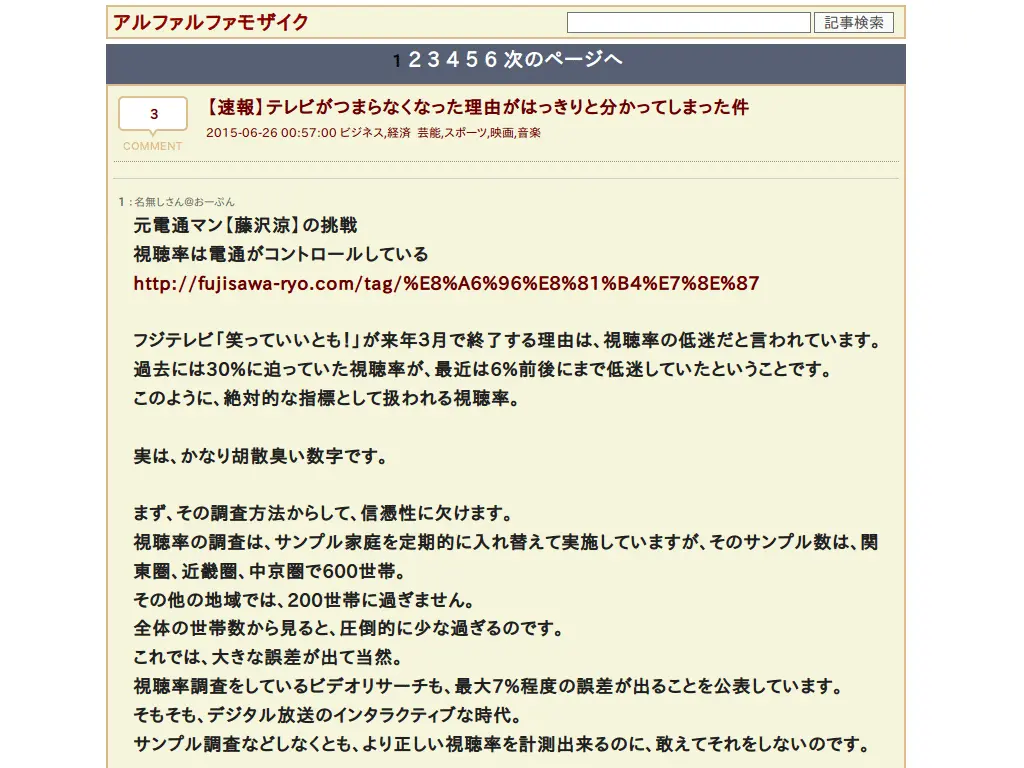 アルファルファモザイク
記事検索
1 2 3 4 5 6 次のページへ
3
COMMENT
【速報】テレビがつまらなくなった理由がはっきりと分かってしまった件
2015-06-26 00:57:00 ビジネス,経済 芸能,スポーツ,映画,音楽
1 : 名無しさん@おーぷん
元電通マン【藤沢涼】の挑戦
視聴率は電通がコントロールしている
http://fujisawa-ryo.com/tag/%E8%A6%96%E8%81%B4%E7%8E%87
フジテレビ「笑っていいとも!」が来年3月で終了する理由は、視聴率の低迷だと言われています。
過去には30%に迫っていた視聴率が、最近は6%前後にまで低迷していたということです。
このように、絶対的な指標として扱われる視聴率。
実は、かなり胡散臭い数字です。
まず、その調査方法からして、信憑性に欠けます。
視聴率の調査は、サンプル家庭を定期的に入れ替えて実施していますが、そのサンプル数は、関
東圏、近畿圏、中京圏で600世帯。
その他の地域では、200世帯に過ぎません。
全体の世帯数から見ると、圧倒的に少な過ぎるのです。
これでは、大きな誤差が出て当然。
視聴率調査をしているビデオリサーチも、最大7%程度の誤差が出ることを公表しています。
そもそも、デジタル放送のインタラクティブな時代。
サンプル調査などしなくとも、より正しい視聴率を計測出来るのに、敢えてそれをしないのです。